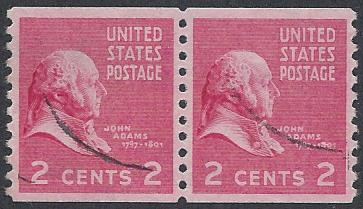 UNITED
STATES
POSTAGE
JOHN
ADAMS
1797-1801
2 CENTS 2
UNITED
STATES
POSTAGE
JOHN
ADAMS
1797-1801
2 CENTS 2